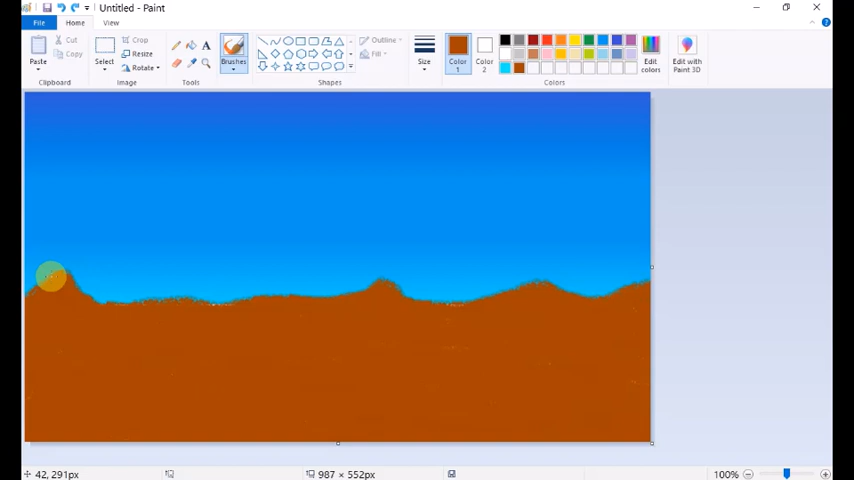 Untitled - Paint
File Home View
Paste
Cut
Copy
Clipboard
Select
Crop
Resize
Rotate
Image
A
Tools
Brushes
Outline
Fill
Shapes
Size
Color 1
Color 2
Edit colors
Colors
Edit with Paint 3D
42, 291px
987 × 552px
100%